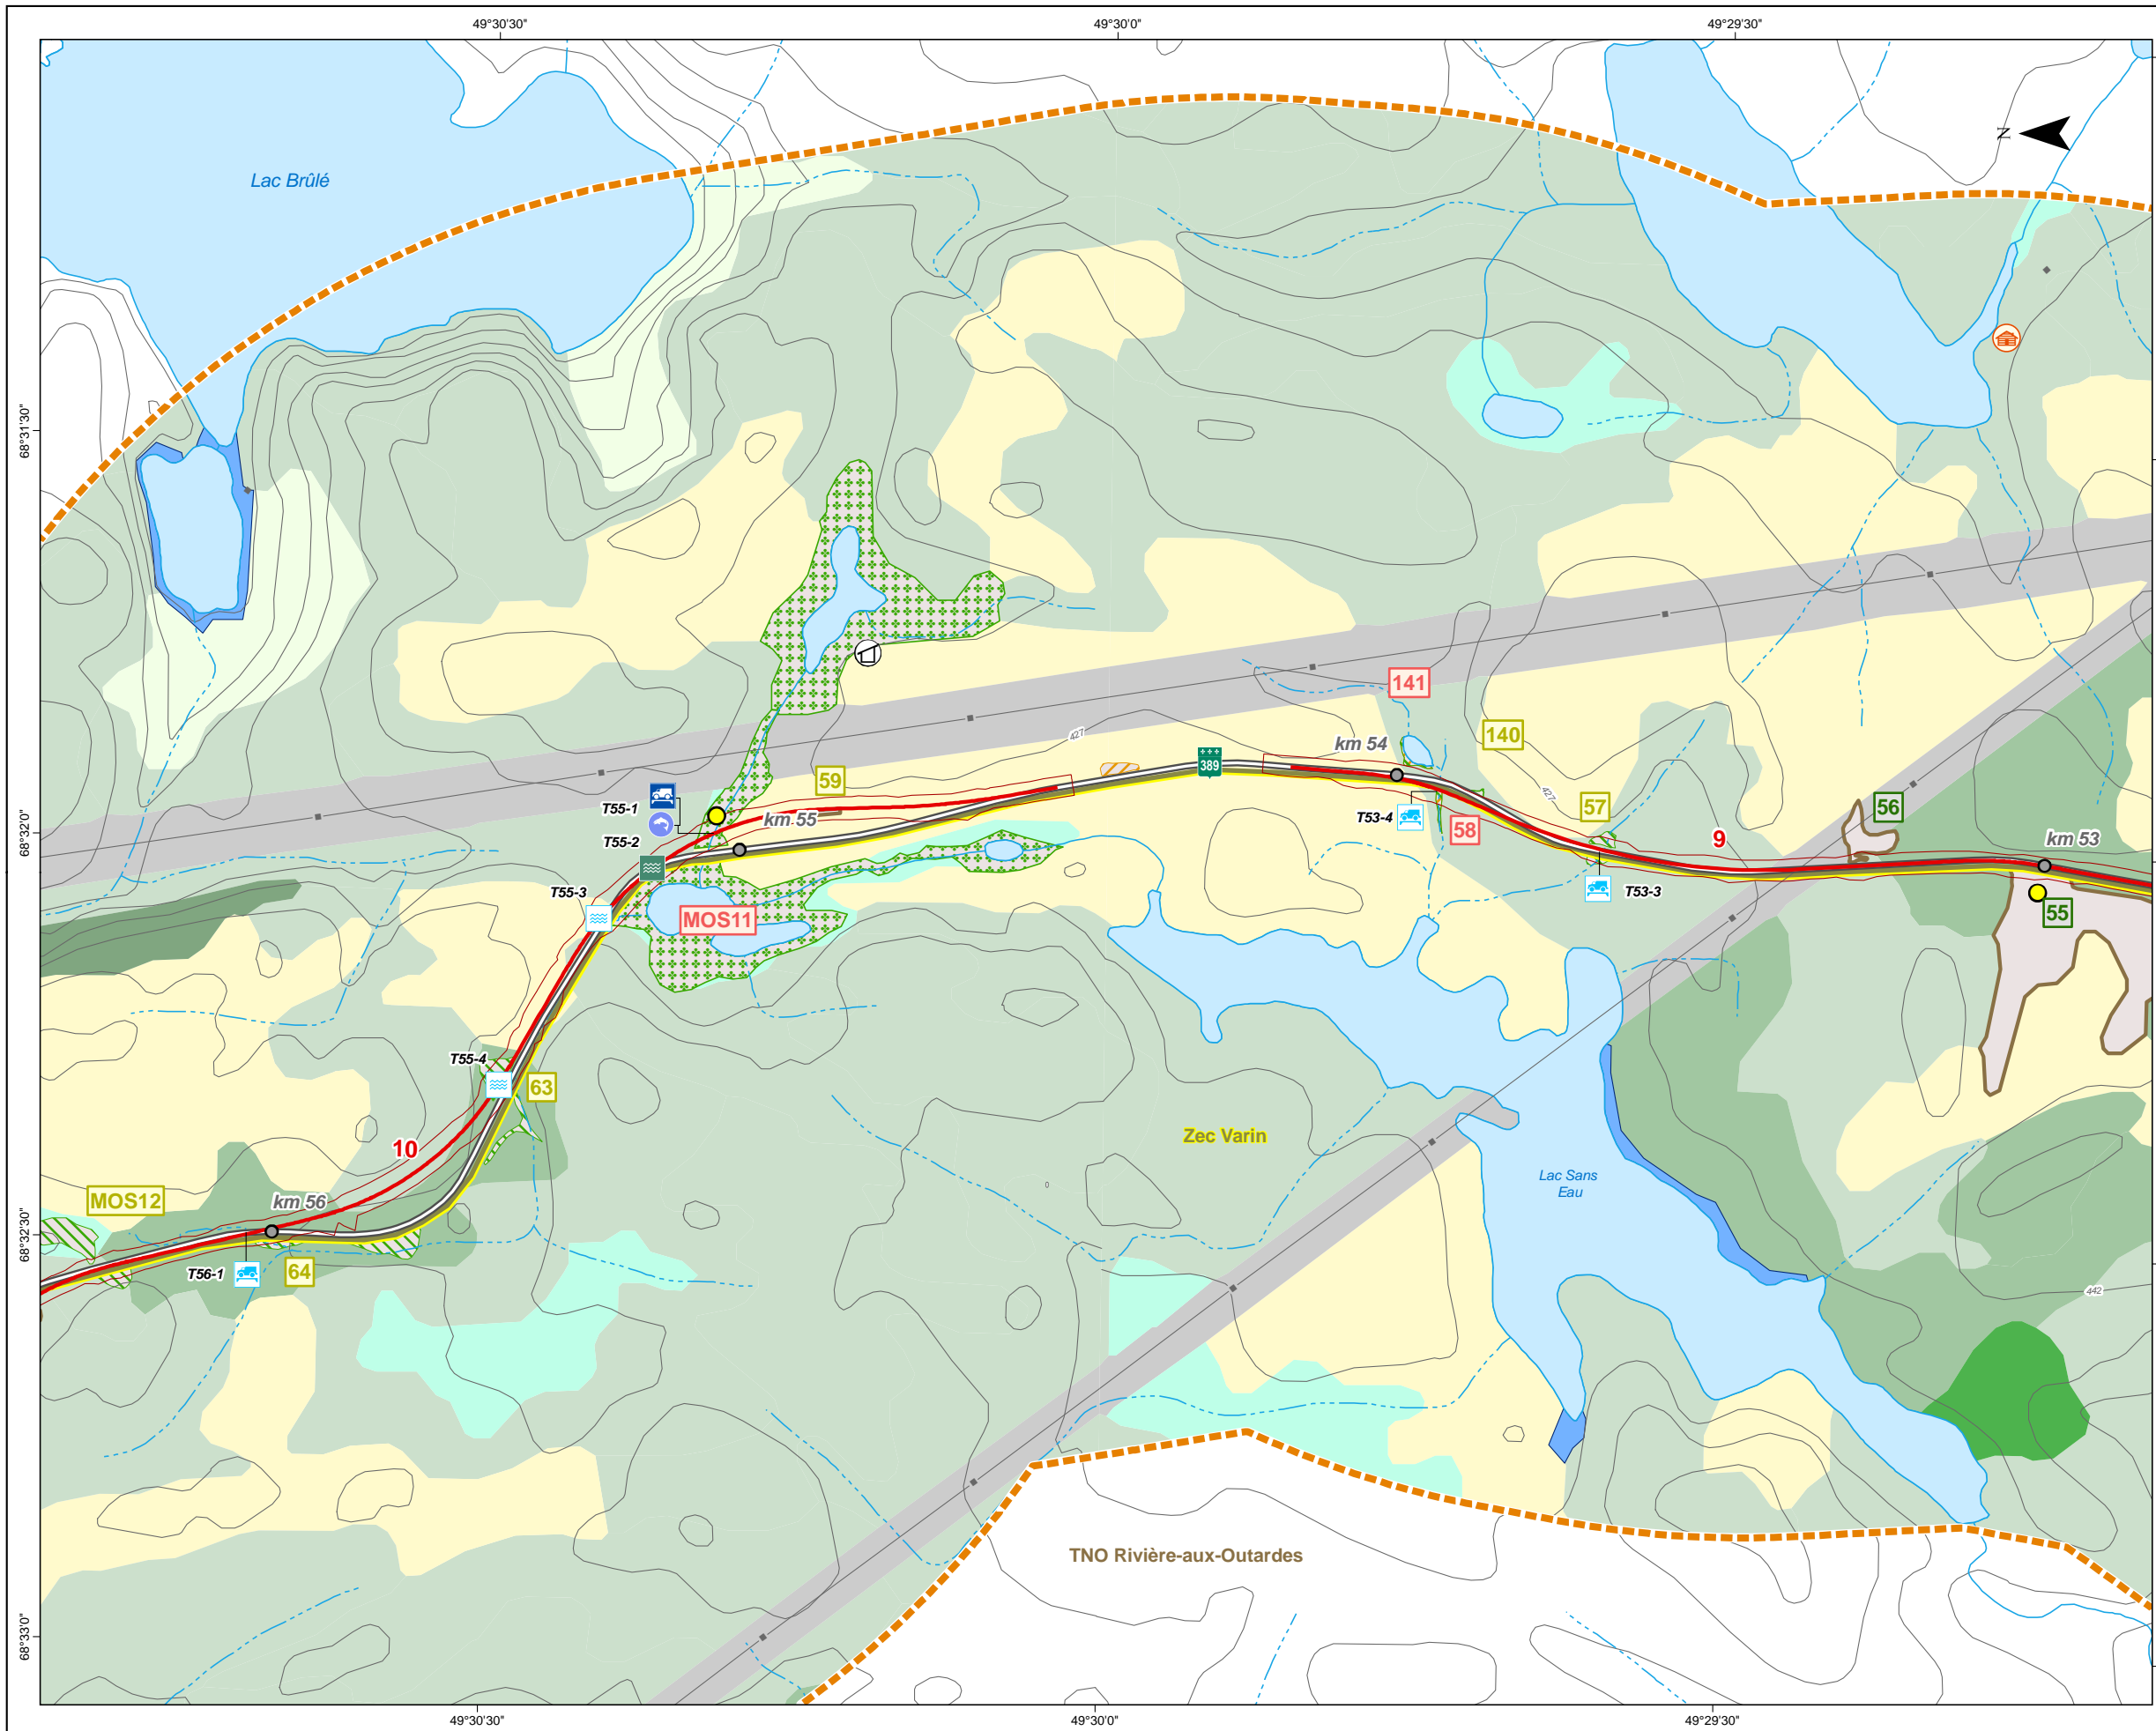 49°30'30"
49°30'0"
49°29'30"
N
Lac Brûlé
68°31'30"
141
140
427
km 54
389
59
T55-1
km 55
T55-2
T53-4
58
427
57
56
9
km 53
68°32'0"
T55-3
MOS11
T53-3
55
T55-4
63
10
Zec Varin
Lac Sans
Eau
MOS12
km 56
68°32'30"
T56-1
64
442
TNO Rivière-aux-Outardes
68°33'0"
49°30'30"
49°30'0"
49°29'30"